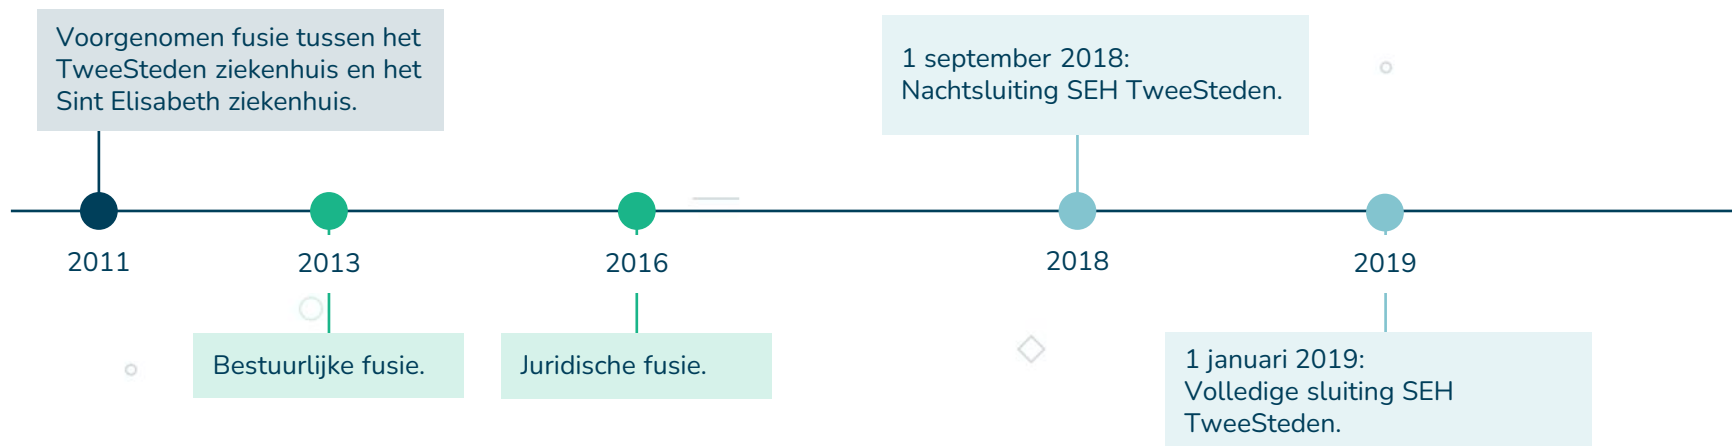 Voorgenomen fusie tussen het
TweeSteden ziekenhuis en het
Sint Elisabeth ziekenhuis.
1 september 2018:
Nachtsluiting SEH TweeSteden.
2011
2013
2016
2018
2019
Bestuurlijke fusie.
Juridische fusie.
1 januari 2019:
Volledige sluiting SEH
TweeSteden.